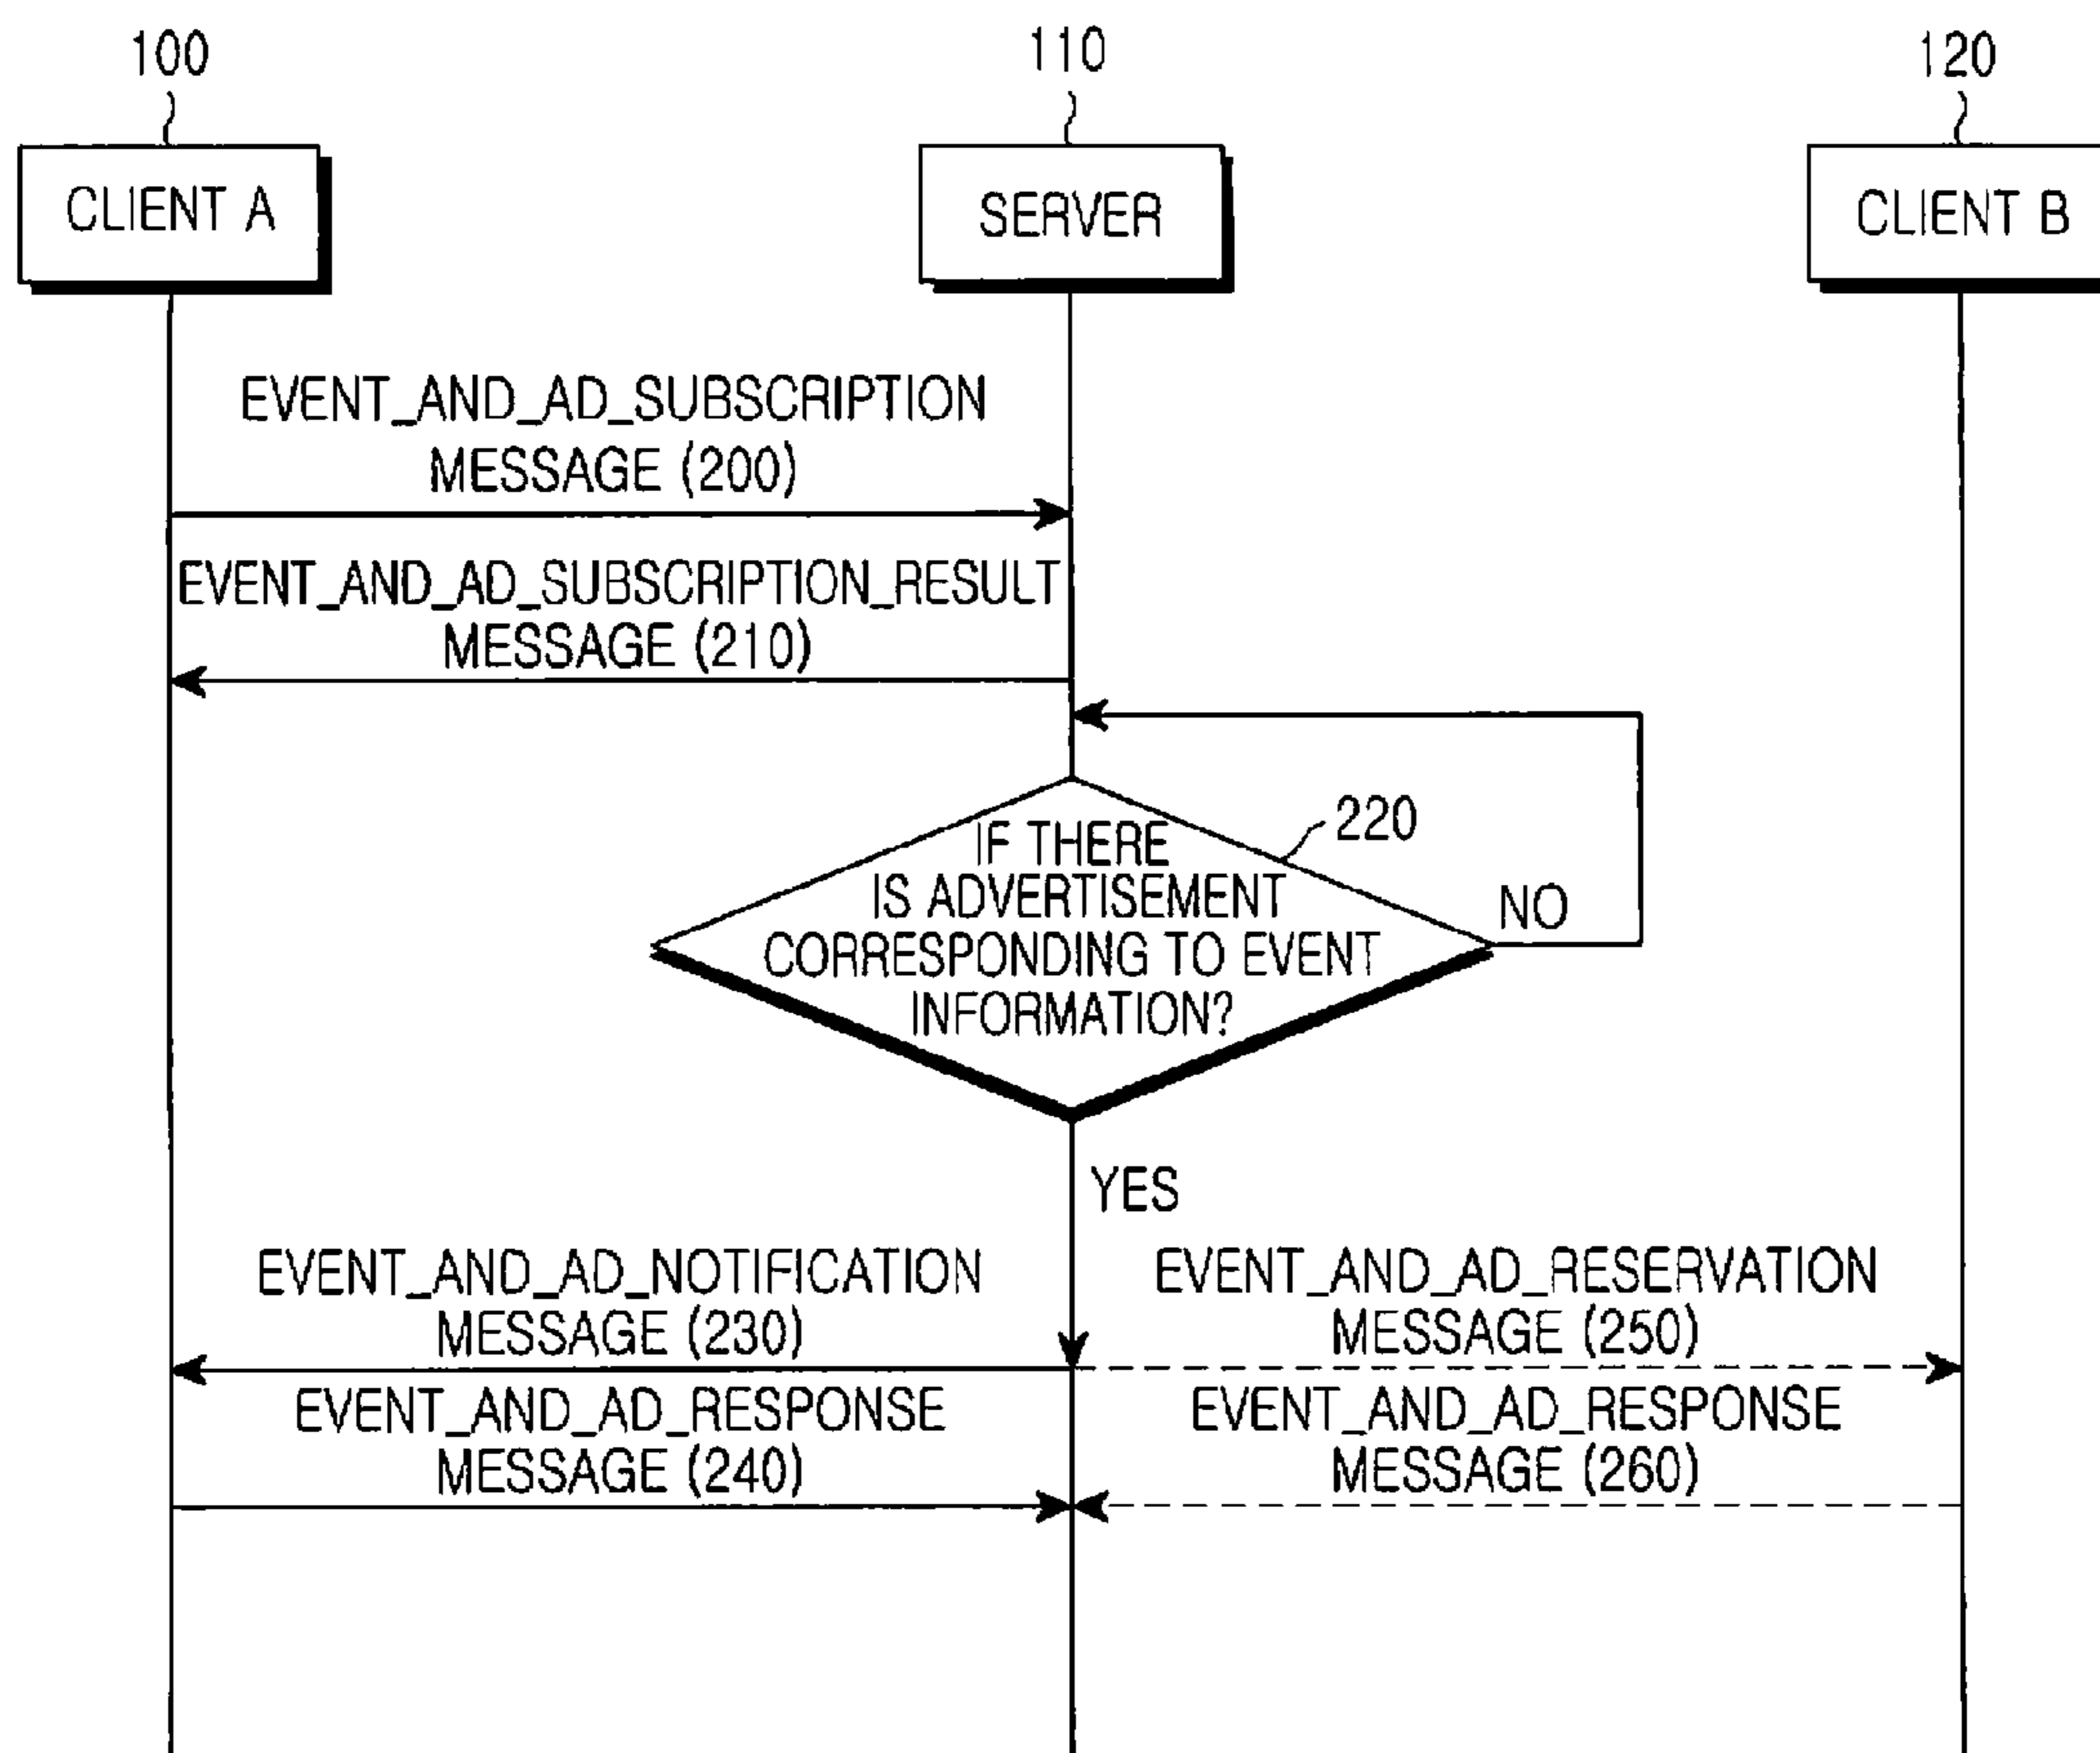 100
110
120
CLIENT A
SERVER
CLIENT B
EVENT_AND_AD_SUBSCRIPTION
MESSAGE (200)
EVENT_AND_AD_SUBSCRIPTION_RESULT
MESSAGE (210)
220
IF THERE
IS ADVERTISEMENT
CORRESPONDING TO EVENT
INFORMATION?
NO
YES
EVENT_AND_AD_NOTIFICATION
MESSAGE (230)
EVENT_AND_AD_RESERVATION
MESSAGE (250)
EVENT_AND_AD_RESPONSE
MESSAGE (240)
EVENT_AND_AD_RESPONSE
MESSAGE (260)